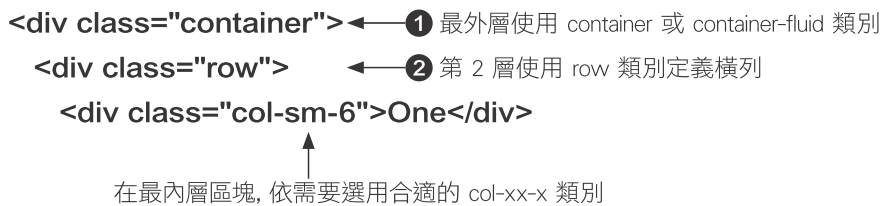 <div class="container"> ❶ 最外層使用 container 或 container-fluid 類別
<div class="row"> ❷ 第 2 層使用 row 類別定義橫列
<div class="col-sm-6">One</div>
在最內層區塊, 依需要選用合適的 col-xx-x 類別